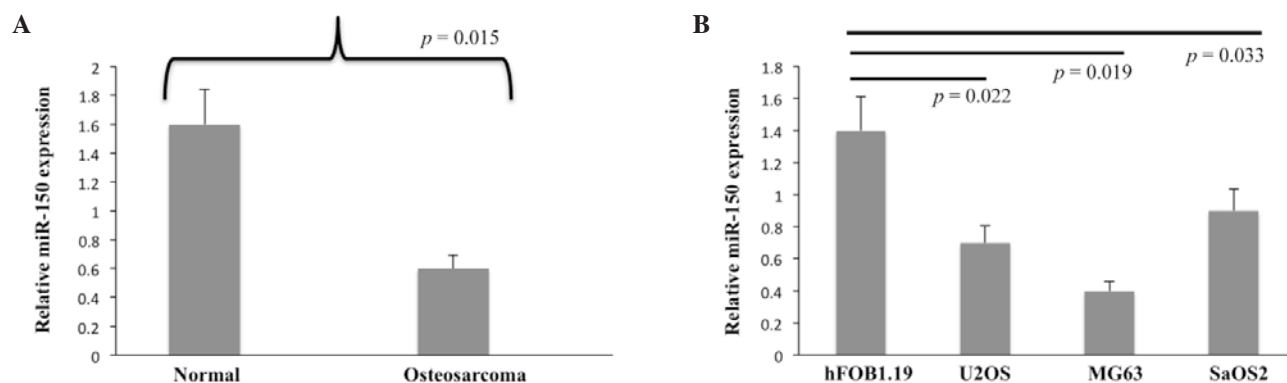 A
p = 0.015
Relative miR-150 expression
2
1.8
1.6
1.4
1.2
1
0.8
0.6
0.4
0.2
0
Normal Osteosarcoma
B
p = 0.033
p = 0.019
p = 0.022
Relative miR-150 expression
1.8
1.6
1.4
1.2
1
0.8
0.6
0.4
0.2
0
hFOB1.19 U2OS MG63 SaOS2